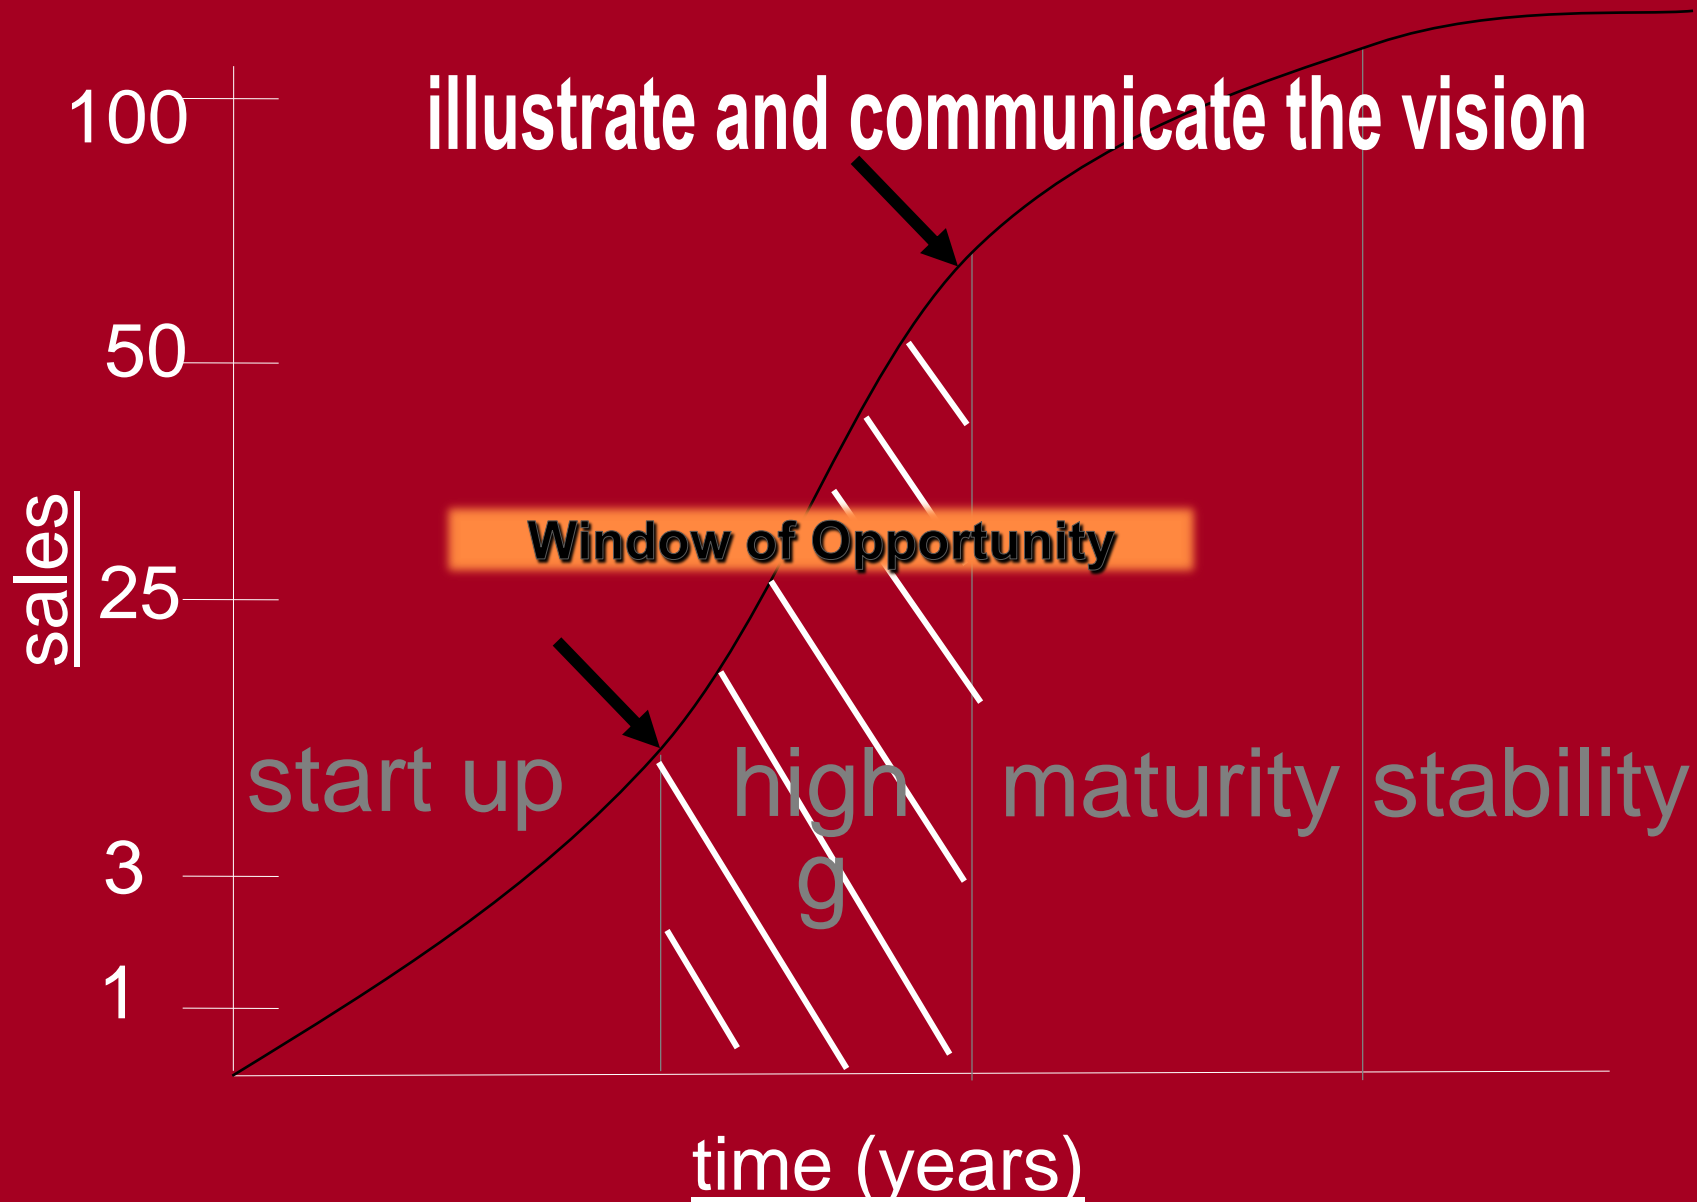 illustrate and communicate the vision
100
50
25
3
1
sales
Window of Opportunity
start up
high
g
maturity
stability
time (years)